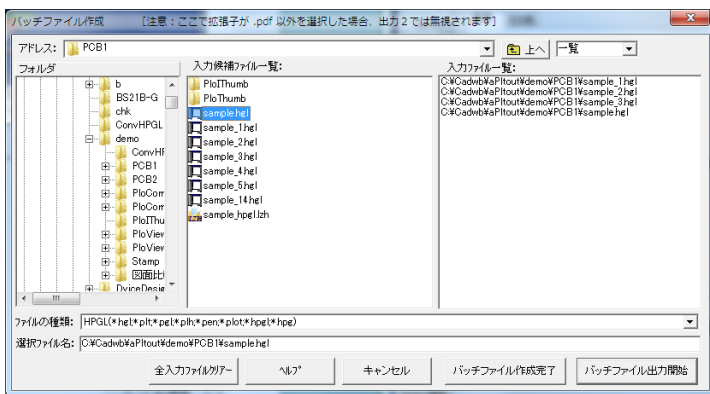 バッチファイル作成　　[注意：ここで拡張子が .pdf 以外を選択した場合、出力２では無視されます]
アドレス: PCB1 上へ 一覧
フォルダ
b
BS21B-G
chk
ConvHPGL
demo
ConvHF
PCB1
PCB2
PloCom
PloCom
PloIThu
PloView
PloView
Stamp
図面比
DviceDesig
入力候補ファイル一覧:
PloIThumb
PloThumb
sample.hgl
sample_1.hgl
sample_2.hgl
sample_3.hgl
sample_4.hgl
sample_5.hgl
sample_14.hgl
sample_hpgl.lzh
入力ファイル一覧:
C:¥Cadwb¥aPltout¥demo¥PCB1¥sample_1.hgl
C:¥Cadwb¥aPltout¥demo¥PCB1¥sample_2.hgl
C:¥Cadwb¥aPltout¥demo¥PCB1¥sample_3.hgl
C:¥Cadwb¥aPltout¥demo¥PCB1¥sample.hgl
ファイルの種類: HPGL(*.hgl;*.plt;*.pgl;*.plh;*.pen;*.plot;*.hpgl;*.hpg)
選択ファイル名: C:¥Cadwb¥aPltout¥demo¥PCB1¥sample.hgl
全入力ファイルクリアー ヘルプ キャンセル バッチファイル作成完了 バッチファイル出力開始